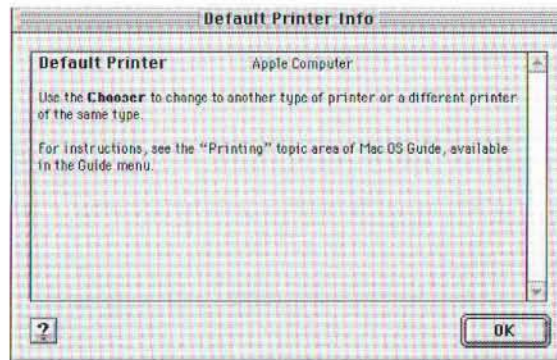 Default Printer Info
Default Printer Apple Computer
Use the Chooser to change to another type of printer or a different printer
of the same type.
For instructions, see the “Printing” topic area of Mac OS Guide, available
in the Guide menu.
?
OK